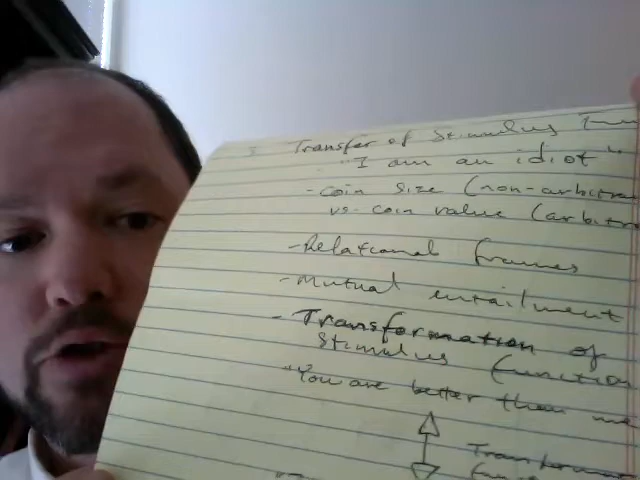 Transfer of Stimulus
"I am an idiot"
- coin size (non-arbitra
vs. coin value (arbitr
- Relational frames
- Mutual entailment
- Transformation of
Stimulus function
"You are better than me